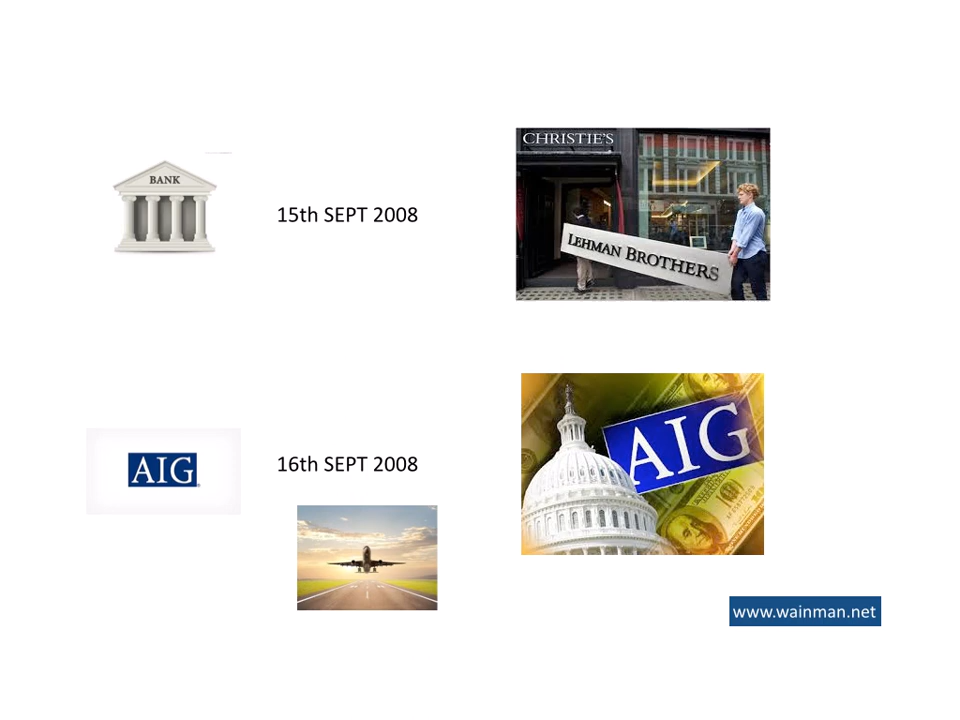 CHRISTIE'S
BANK
15th SEPT 2008
LEHMAN BROTHERS
AIG
AIG
16th SEPT 2008
www.wainman.net